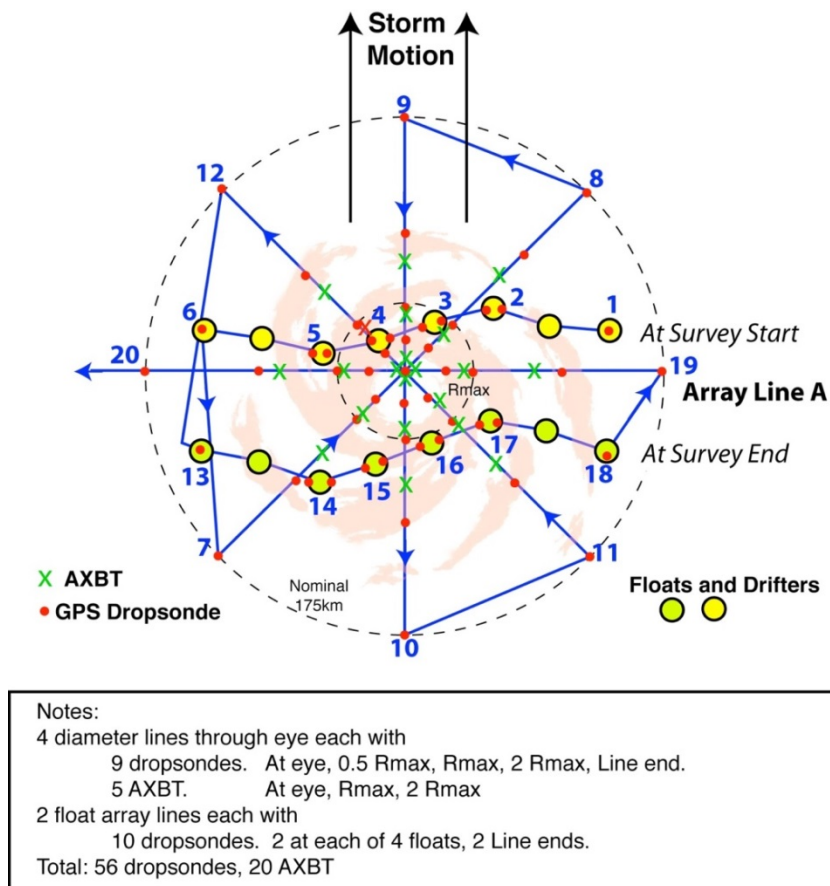 Storm
Motion
9
8
12
3
2
1
6
4
5
At Survey Start
20
19
Rmax
Array Line A
At Survey End
17
18
13
16
15
14
7
11
Nominal
175km
X AXBT
GPS Dropsonde
Floats and Drifters
10
Notes:
4 diameter lines through eye each with
9 dropsondes. At eye, 0.5 Rmax, Rmax, 2 Rmax, Line end.
5 AXBT. At eye, Rmax, 2 Rmax
2 float array lines each with
10 dropsondes. 2 at each of 4 floats, 2 Line ends.
Total: 56 dropsondes, 20 AXBT